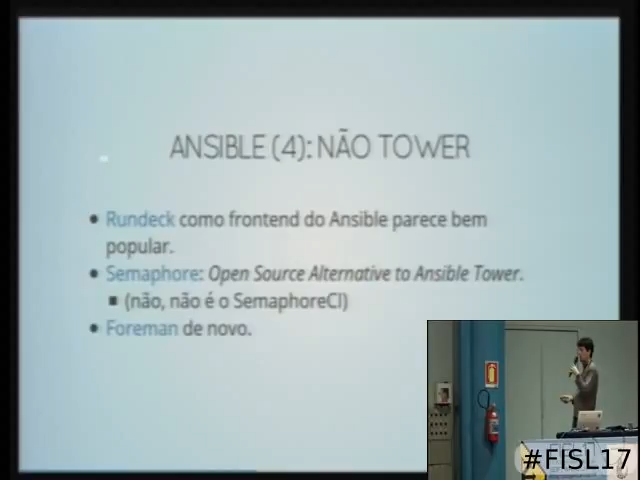 ANSIBLE (4): NÃO TOWER
Rundeck como frontend do Ansible parece bem
popular.
Semaphore: Open Source Alternative to Ansible Tower.
(não, não é o SemaphoreCI)
Foreman de novo.
#FISL17